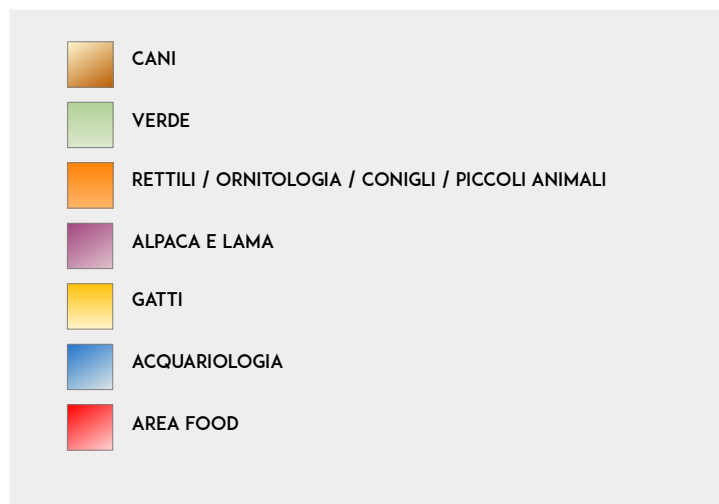 CANI
VERDE
RETTILI / ORNITOLOGIA / CONIGLI / PICCOLI ANIMALI
ALPACA E LAMA
GATTI
ACQUARIOLOGIA
AREA FOOD